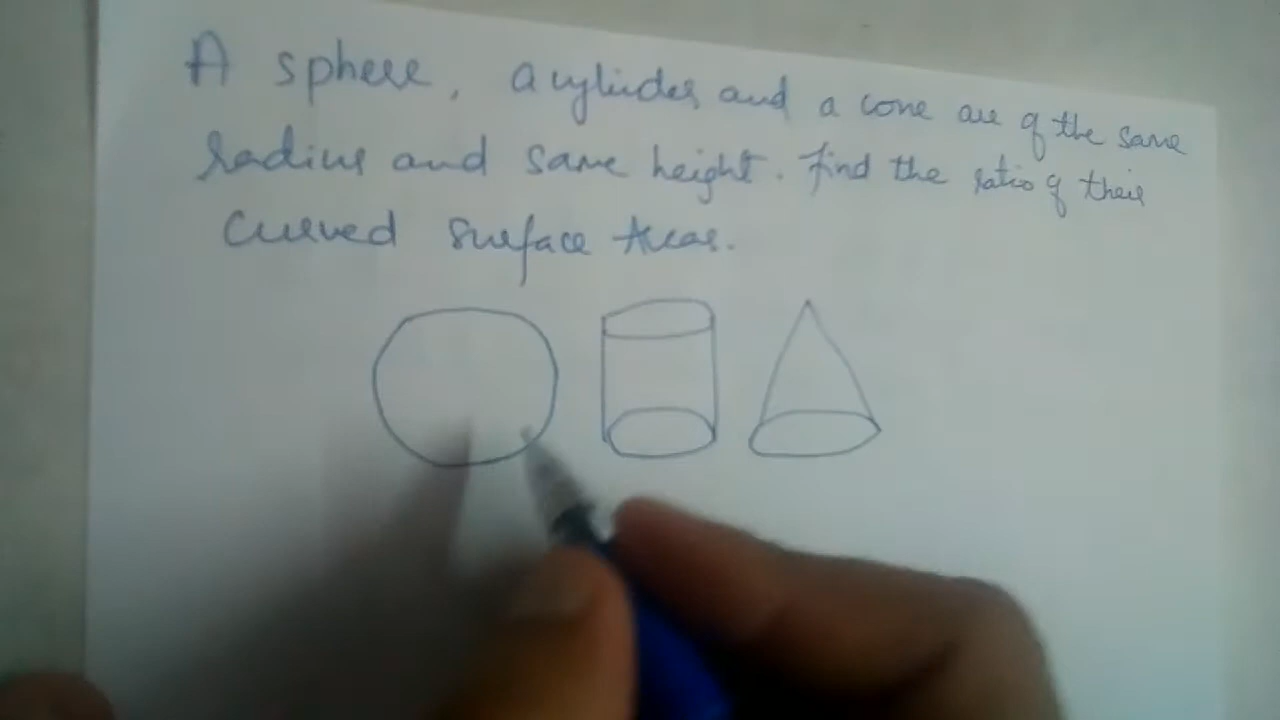 A sphere, a cylinder, and a cone are of the same
radius and same height. find the ratio of their
Curved Surface Areas.